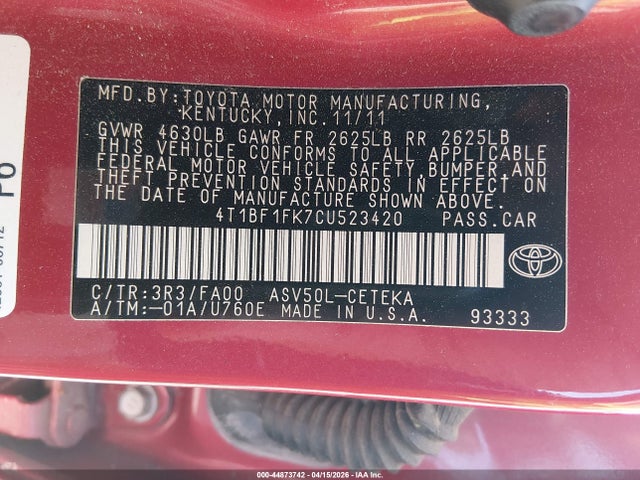 MFD.BY:TOYOTA MOTOR MANUFACTURING,
KENTUCKY,INC.11/11
GVWR 4630LB GAWR FR 2625LB RR 2625LB
THIS VEHICLE CONFORMS TO ALL APPLICABLE
FEDERAL MOTOR VEHICLE SAFETY,BUMPER,AND
THEFT PREVENTION STANDARDS IN EFFECT ON
THE DATE OF MANUFACTURE SHOWN ABOVE.
4T1BF1FK7CU523420 PASS.CAR
C/TR:3R3/FA00 ASV50L-CETEKA
A/TM:-01A/U760E MADE IN U.S.A.
93333
000-44873742 - 04/15/2026 - IAA Inc.